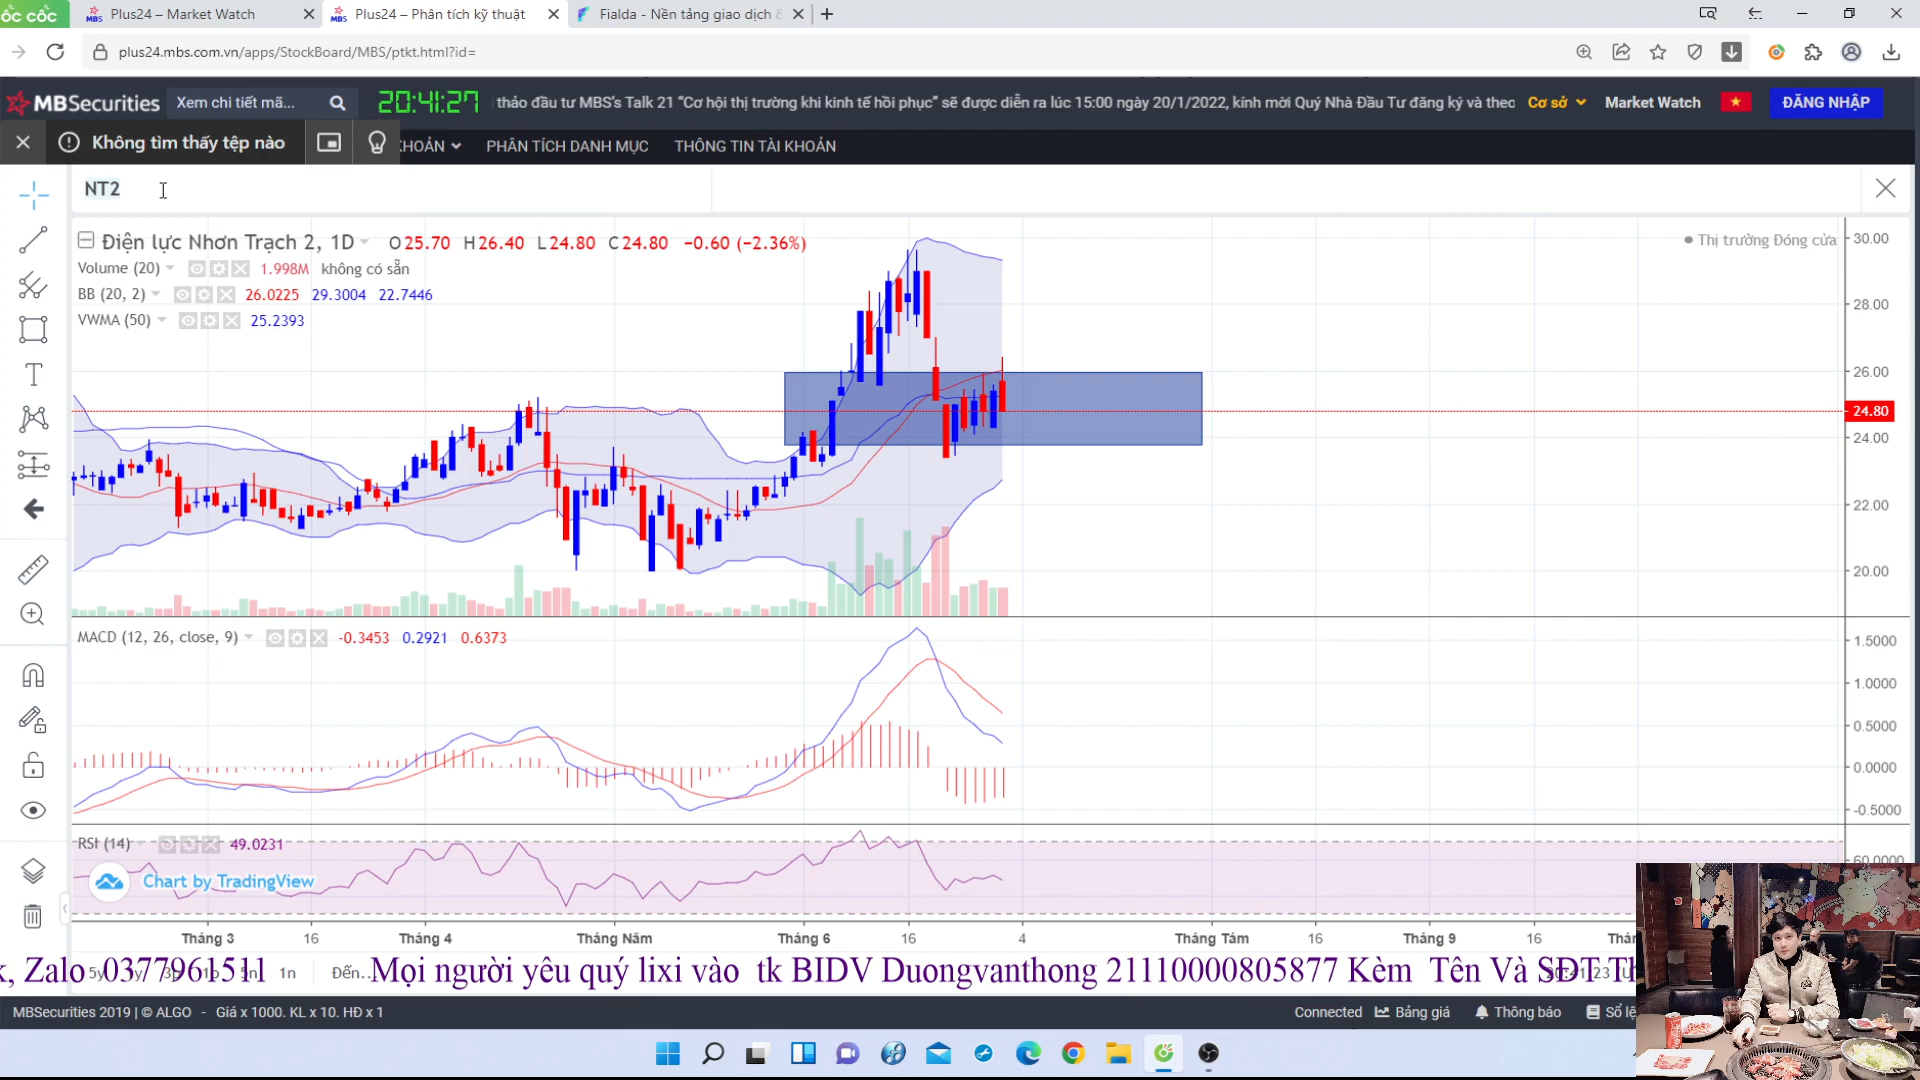 ốc cốc
Plus24 – Market Watch
Plus24 – Phân tích kỹ thuật
Fialda - Nền tảng giao dịch &
plus24.mbs.com.vn/apps/StockBoard/MBS/ptkt.html?id=
MBSecurities
Xem chi tiết mã...
20:41:27
thảo đầu tư MBS's Talk 21 “Cơ hội thị trường khi kinh tế hồi phục” sẽ được diễn ra lúc 15:00 ngày 20/1/2022, kính mời Quý Nhà Đầu Tư đăng ký và theo
Cơ sở
Market Watch
ĐĂNG NHẬP
Không tìm thấy tệp nào
KHOẢN
PHÂN TÍCH DANH MỤC
THÔNG TIN TÀI KHOẢN
NT2
Điện lực Nhơn Trạch 2, 1D
O25.70 H26.40 L24.80 C24.80 −0.60 (−2.36%)
Thị trường Đóng cửa
Volume (20)
1.998M không có sẵn
BB (20, 2)
26.0225 29.3004 22.7446
VWMA (50)
25.2393
30.00
28.00
26.00
24.80
24.00
22.00
20.00
MACD (12, 26, close, 9)
-0.3453 0.2921 0.6373
1.5000
1.0000
0.5000
0.0000
-0.5000
RSI (14)
49.0231
60.0000
Chart by TradingView
Tháng 3
16
Tháng 4
Tháng Năm
Tháng 6
16
4
Tháng Tám
16
Tháng 9
16
1n
Đến...
k, Zalo 0377961511
Mọi người yêu quý lixi vào tk BIDV Duongvanthong 21110000805877 Kèm Tên Và SĐT
MBSecurities 2019 | © ALGO - Giá x 1000. KL x 10. HĐ x 1
Connected
Bảng giá
Thông báo
Sổ lệ